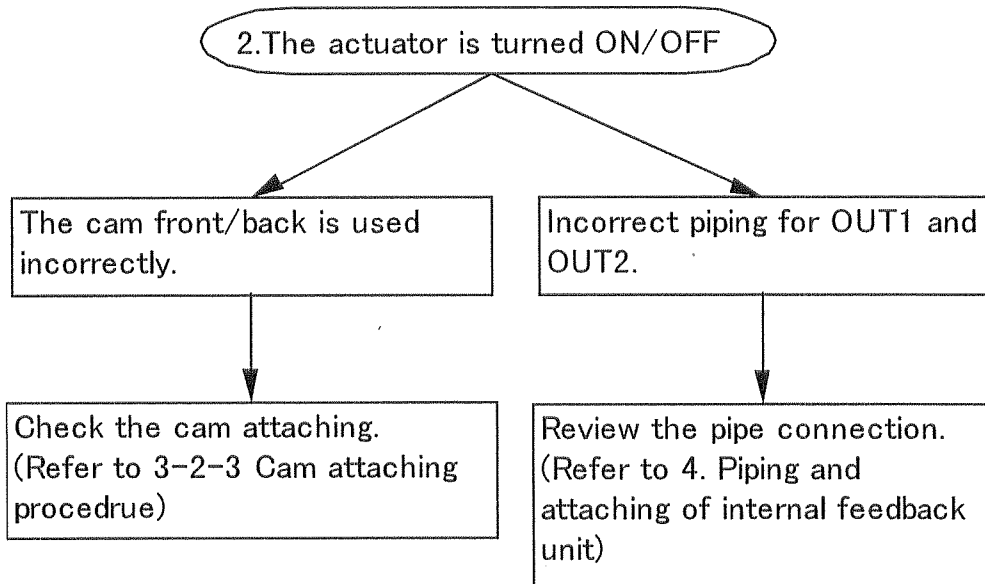 2.The actuator is turned ON/OFF
The cam front/back is used
incorrectly.
Incorrect piping for OUT1 and
OUT2.
Check the cam attaching.
(Refer to 3-2-3 Cam attaching
procedrue)
Review the pipe connection.
(Refer to 4. Piping and
attaching of internal feedback
unit)